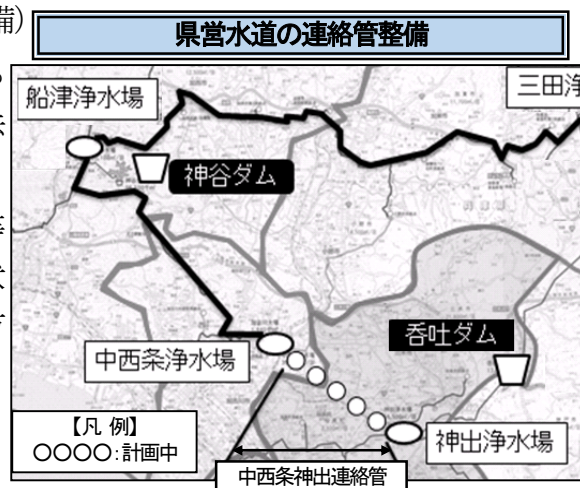 備)
県営水道の連絡管整備
船津浄水場
三田浄
神谷ダム
呑吐ダム
中西条浄水場
【凡 例】
〇〇〇〇:計画中
神出浄水場
中西条神出連絡管